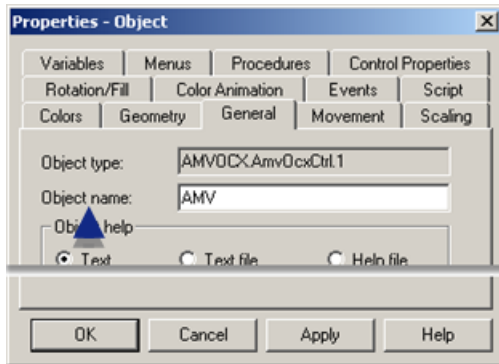 Properties - Object
Variables Menus Procedures Control Properties
Rotation/Fill Color Animation Events Script
Colors Geometry General Movement Scaling
Object type: AMVOCX.AmvOcxCtrl.1
Object name: AMV
Object help
Text Text file Help file
OK Cancel Apply Help